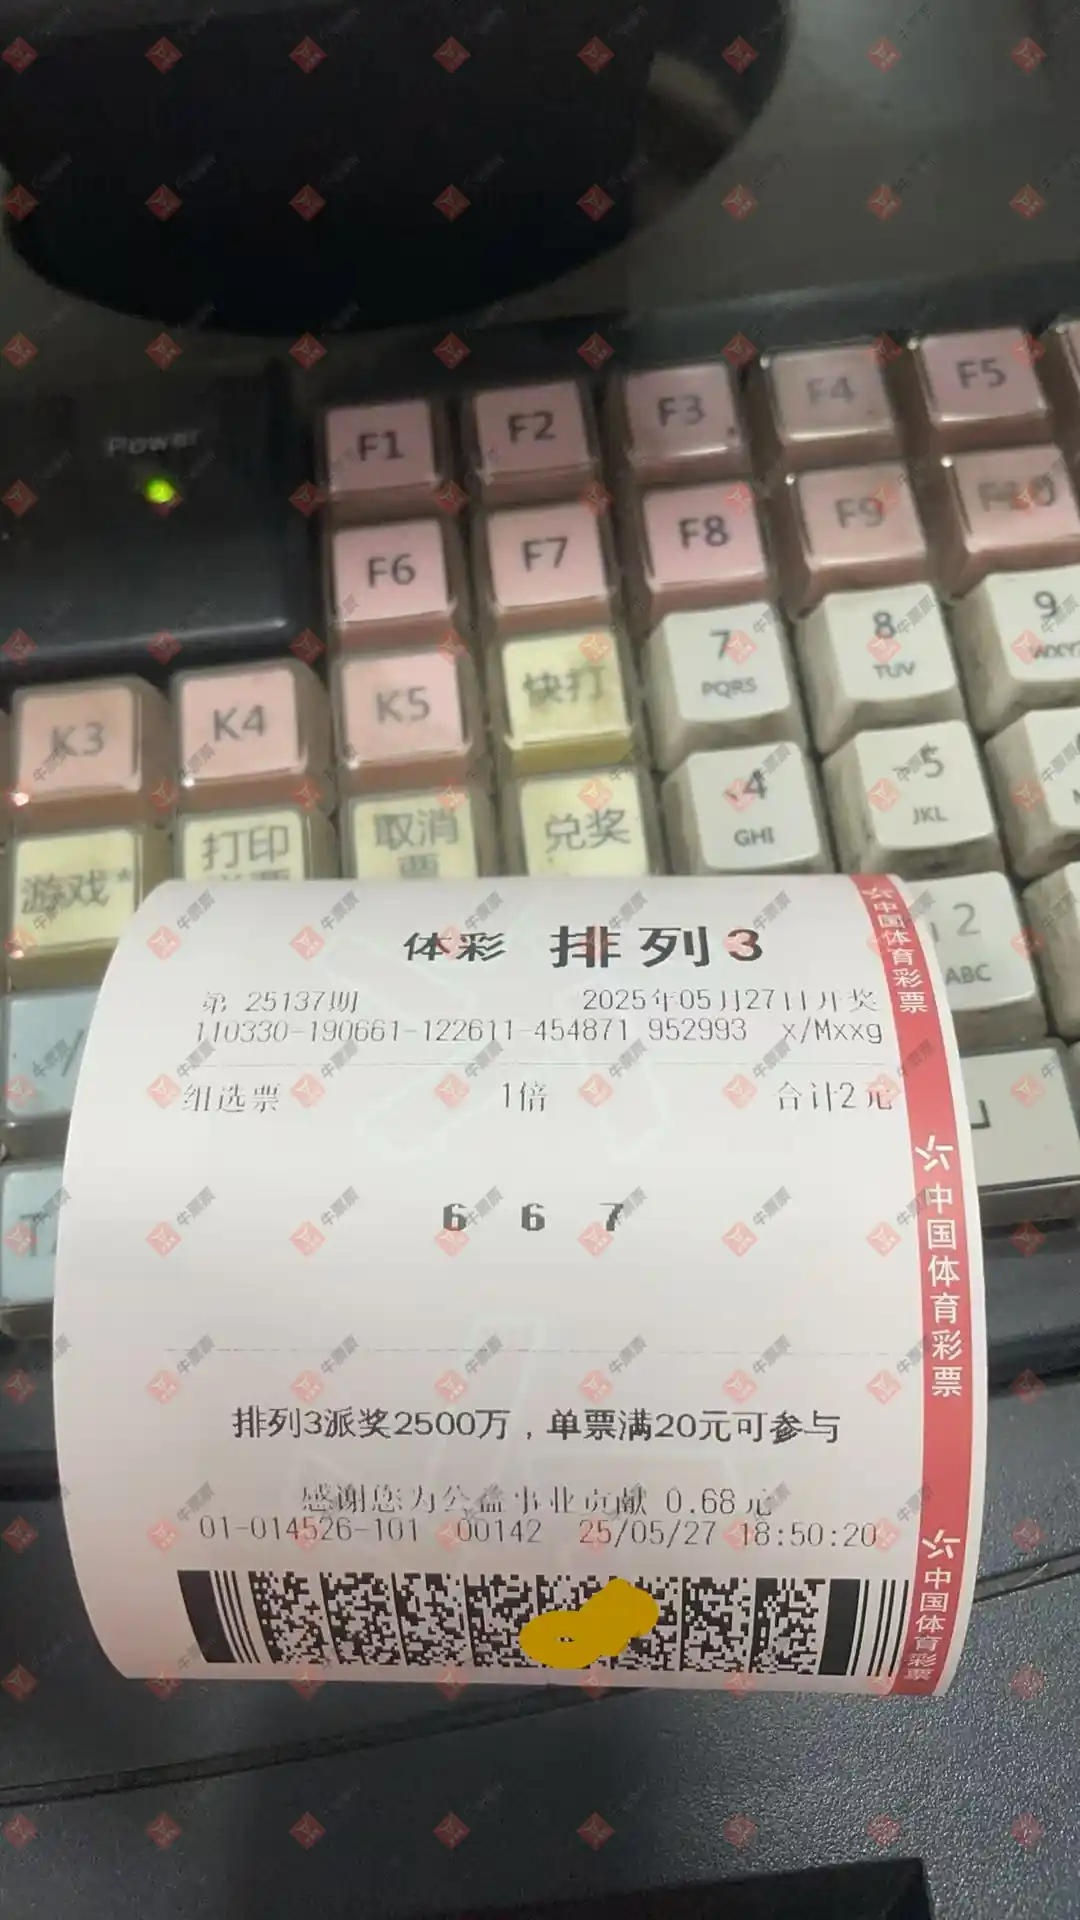 Power
F1 F2 F3 F4 F5
F6 F7 F8 F9 F10
K3 K4 K5 快打 7 PQRS 8 TUV 9
游戏* 打印 取消票 兑奖 4 GHI 5 JKL
2 ABC
体彩 排列3
第 25137期 2025年05月27日开奖
110330-190661-122611-454871 952993 x/Mxxg
组选票 1倍 合计2元
6 6 7
排列3派奖2500万，单票满20元可参与
感谢您为公益事业贡献 0.68元
01-014526-101 00142 25/05/27 18:50:20
中国体育彩票
中国体育彩票
中国体育彩票
牛票票